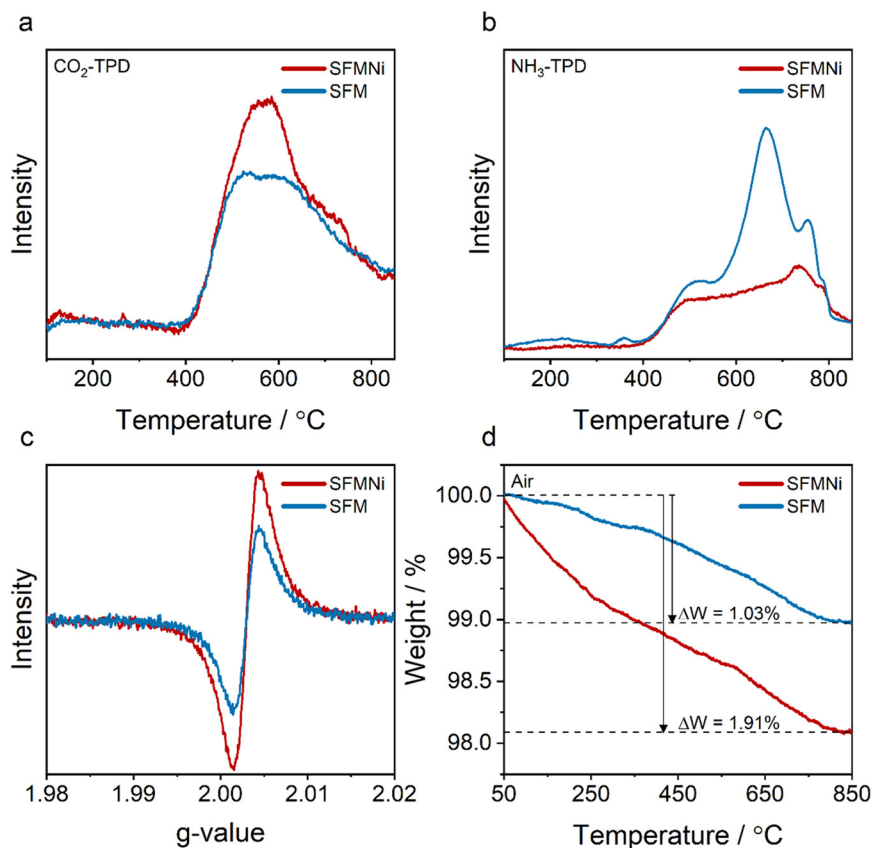 a
CO₂-TPD
SFMNi
SFM
Intensity
200 400 600 800
Temperature / °C
b
NH₃-TPD
SFMNi
SFM
Intensity
200 400 600 800
Temperature / °C
c
SFMNi
SFM
Intensity
1.98 1.99 2.00 2.01 2.02
g-value
d
Air
SFMNi
SFM
100.0
99.5
99.0
98.5
98.0
Weight / %
ΔW = 1.03%
ΔW = 1.91%
50 250 450 650 850
Temperature / °C